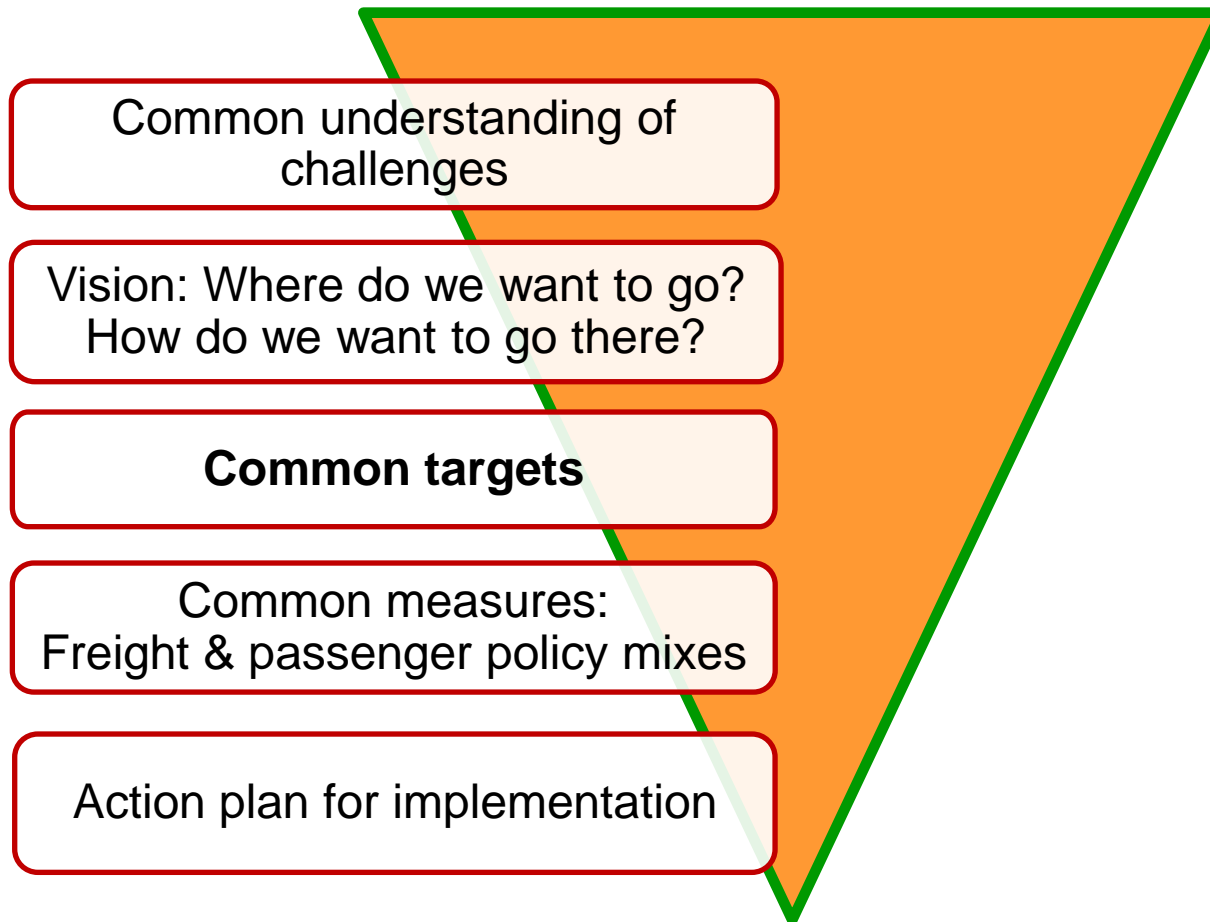 Common understanding of
challenges
Vision: Where do we want to go?
How do we want to go there?
Common targets
Common measures:
Freight & passenger policy mixes
Action plan for implementation